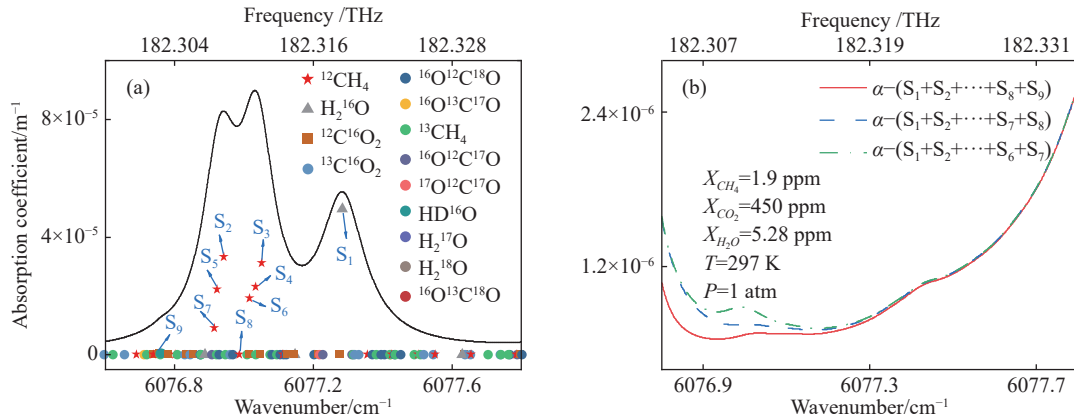 Frequency /THz
182.304 182.316 182.328
(a)
¹²CH₄
H₂¹⁶O
¹²C¹⁶O₂
¹³C¹⁶O₂
¹⁶O¹²C¹⁸O
¹⁶O¹³C¹⁷O
¹³CH₄
¹⁶O¹²C¹⁷O
¹⁷O¹²C¹⁷O
HD¹⁶O
H₂¹⁷O
H₂¹⁸O
¹⁶O¹³C¹⁸O
Absorption coefficient/m⁻¹
8×10⁻⁵
4×10⁻⁵
0
S₂
S₃
S₁
S₅
S₄
S₇
S₆
S₉
S₈
6076.8 6077.2 6077.6
Wavenumber/cm⁻¹
Frequency /THz
182.307 182.319 182.331
(b)
α−(S₁+S₂+···+S₈+S₉)
α−(S₁+S₂+···+S₇+S₈)
α−(S₁+S₂+···+S₆+S₇)
2.4×10⁻⁶
1.2×10⁻⁶
X_CH₄=1.9 ppm
X_CO₂=450 ppm
X_H₂O=5.28 ppm
T=297 K
P=1 atm
6076.9 6077.3 6077.7
Wavenumber/cm⁻¹